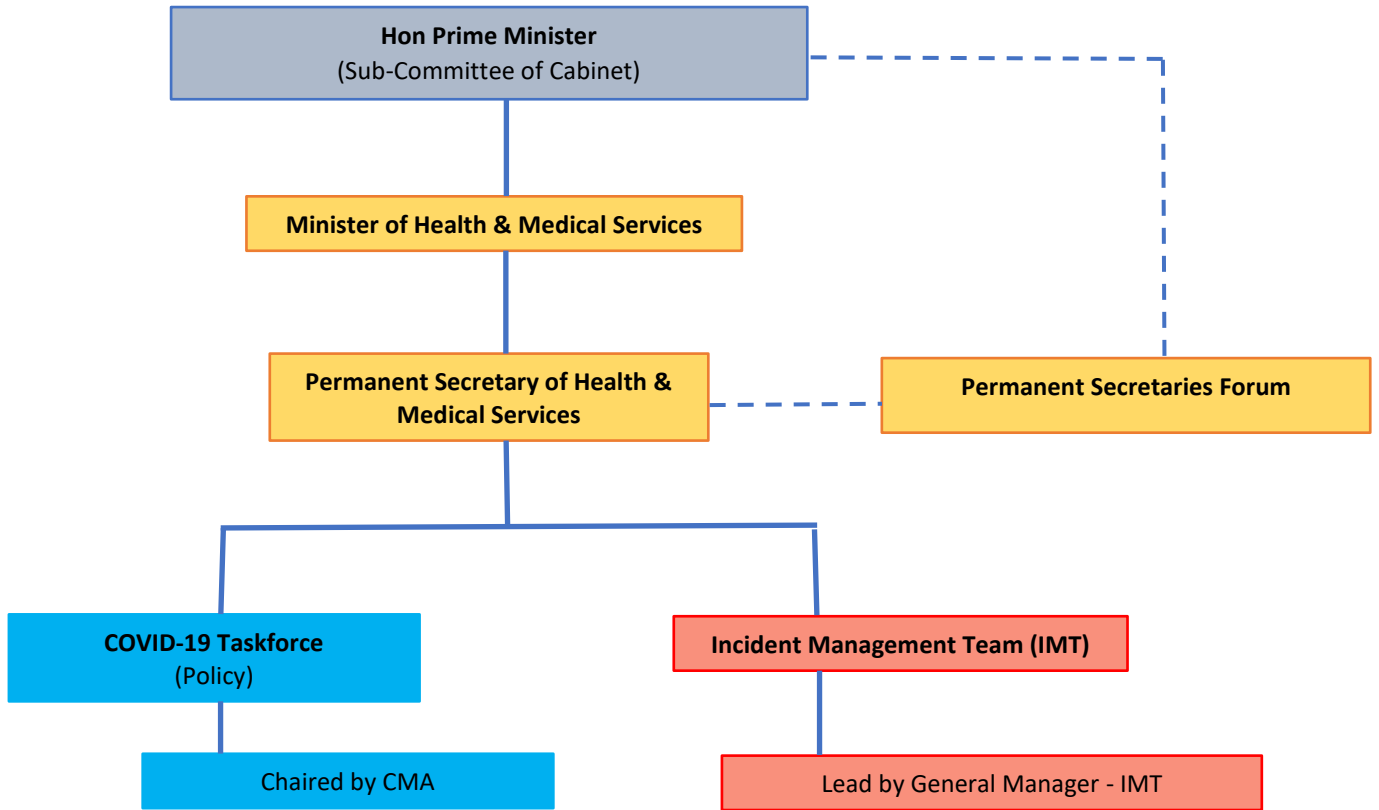 Hon Prime Minister
(Sub-Committee of Cabinet)
Minister of Health & Medical Services
Permanent Secretary of Health &
Medical Services
Permanent Secretaries Forum
COVID-19 Taskforce
(Policy)
Incident Management Team (IMT)
Chaired by CMA
Lead by General Manager - IMT